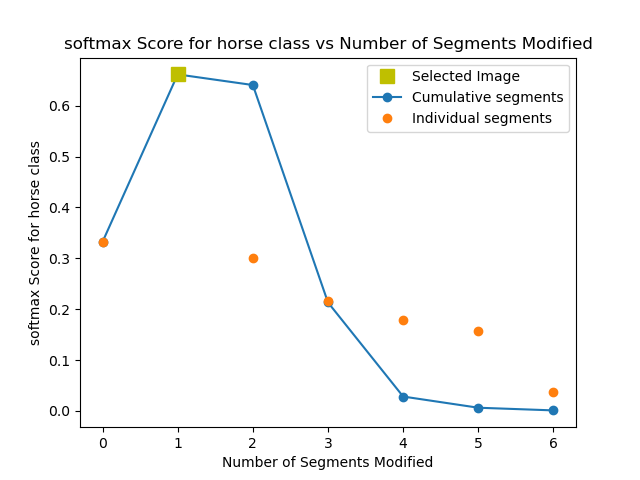 softmax Score for horse class vs Number of Segments Modified
Selected Image
Cumulative segments
Individual segments
softmax Score for horse class
0.6
0.5
0.4
0.3
0.2
0.1
0.0
0 1 2 3 4 5 6
Number of Segments Modified